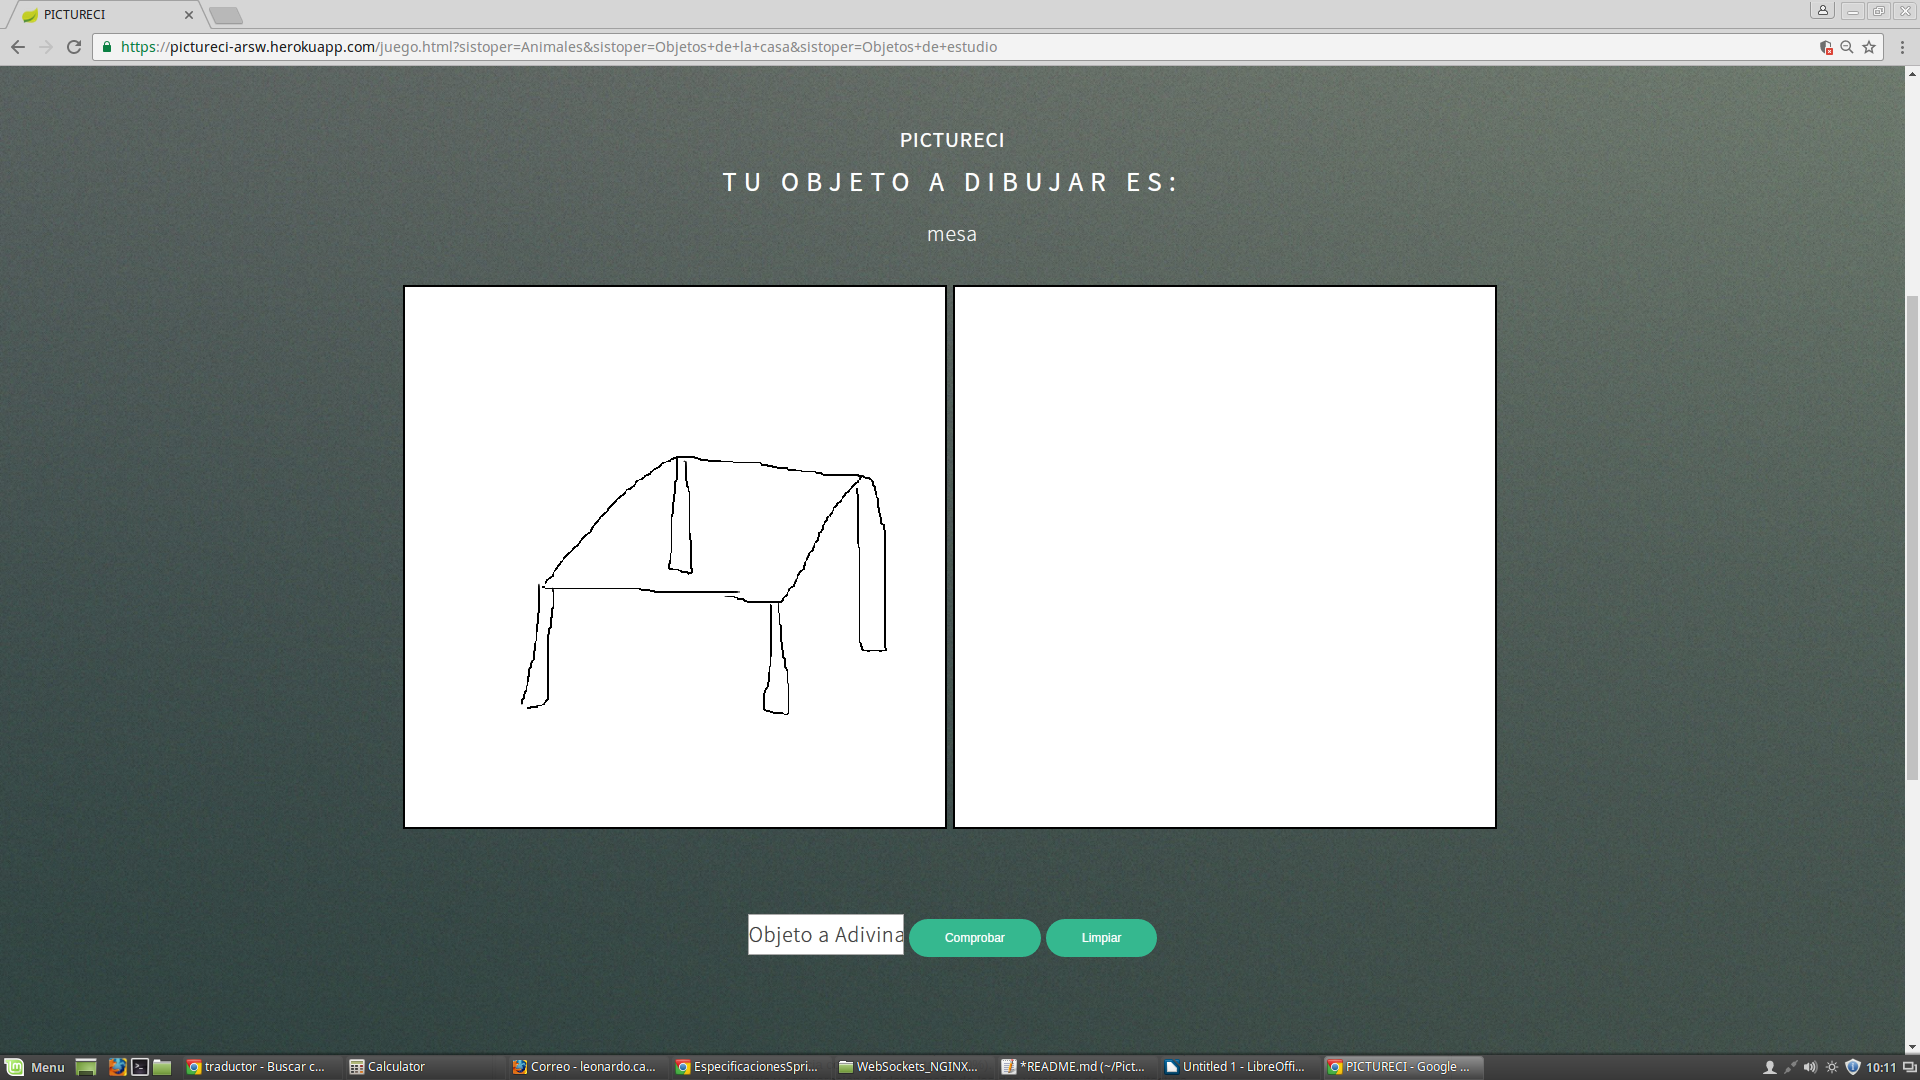 PICTURECI
https://pictureci-arsw.herokuapp.com/juego.html?sistoper=Animales&sistoper=Objetos+de+la+casa&sistoper=Objetos+de+estudio
PICTURECI
TU OBJETO A DIBUJAR ES:
mesa
Objeto a Adivina
Comprobar
Limpiar
Menu
traductor - Buscar c...
Calculator
Correo - leonardo.ca...
EspecificacionesSpri...
WebSockets_NGINX...
*README.md (~/Pict...
Untitled 1 - LibreOffi...
PICTURECI - Google ...
10:11